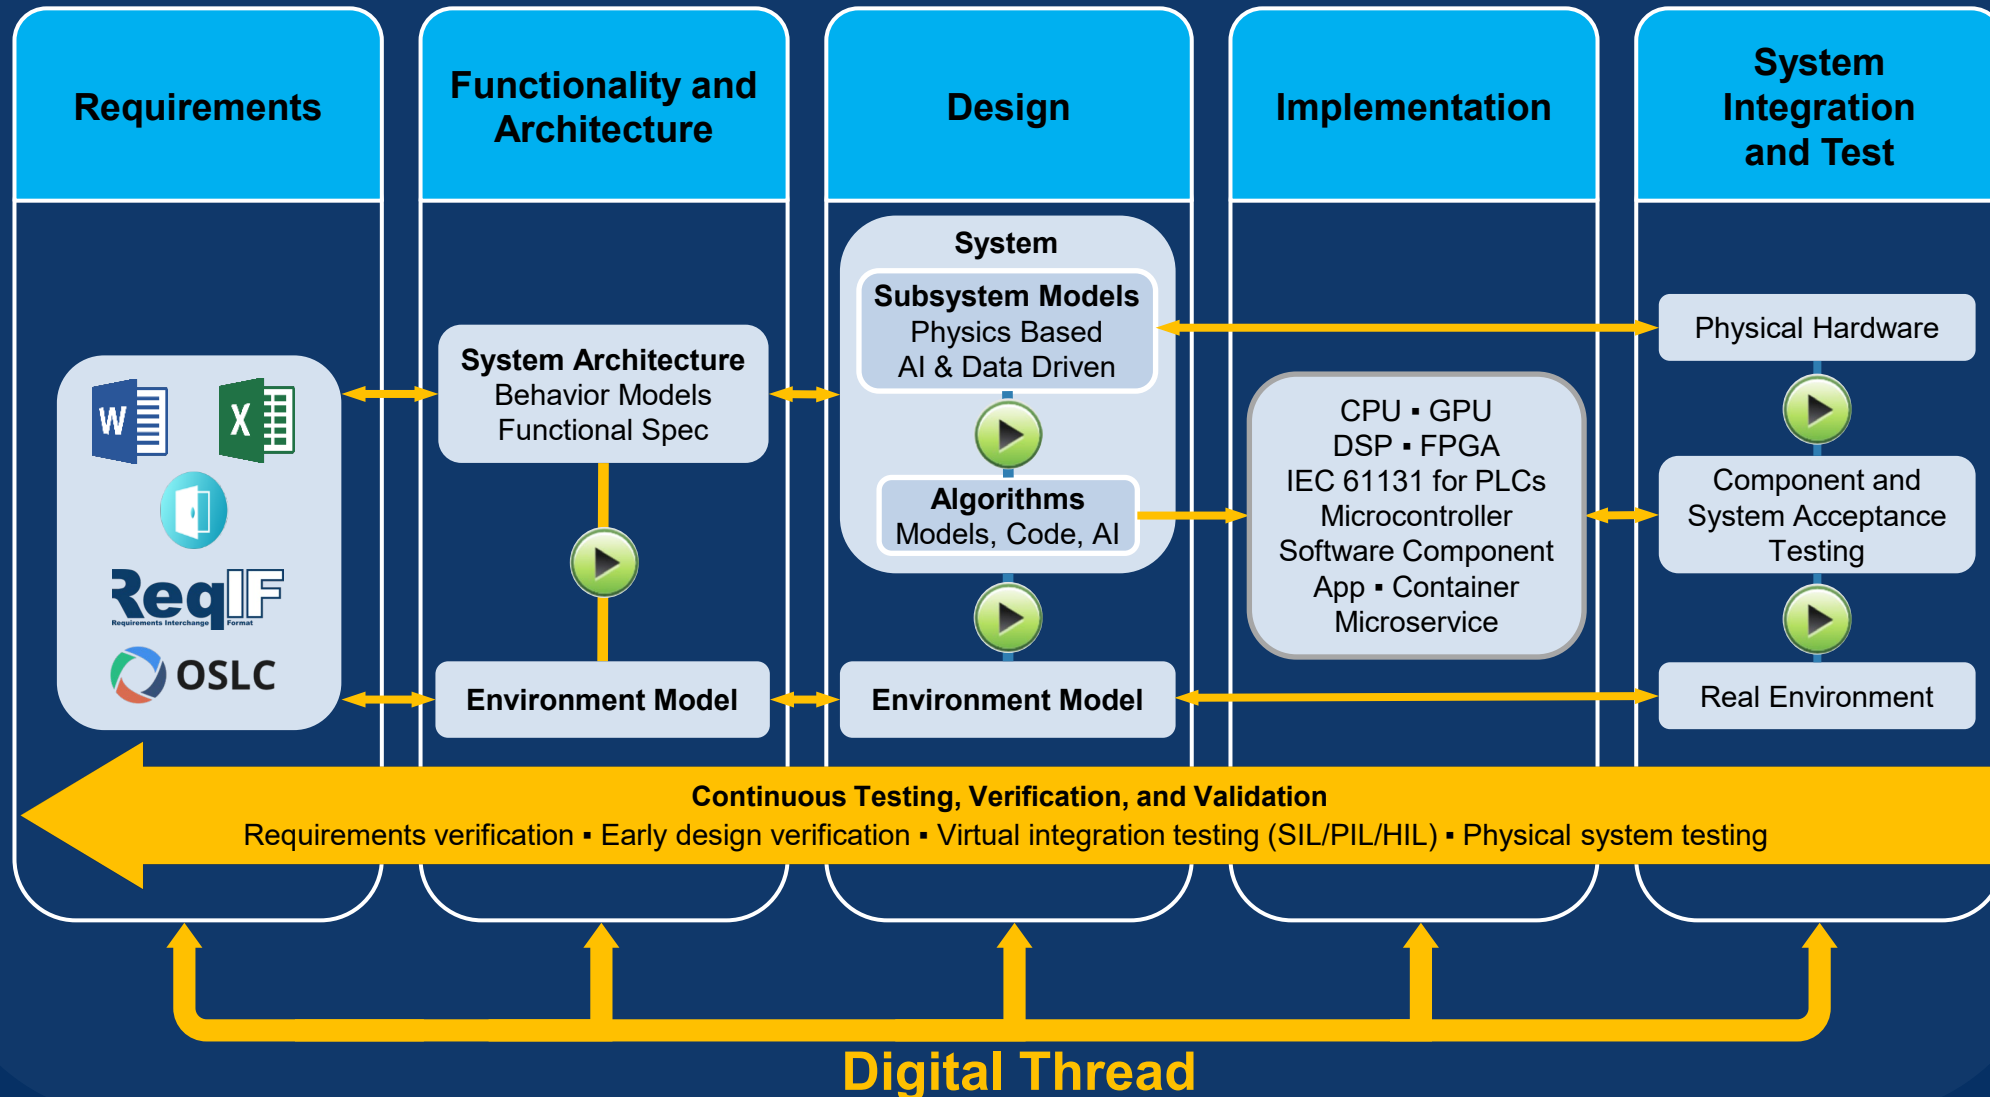 Requirements
Functionality and
Architecture
Design
Implementation
System
Integration
and Test
W
X
ReqIF
Requirements Interchange Format
OSLC
System Architecture
Behavior Models
Functional Spec
Environment Model
System
Subsystem Models
Physics Based
AI & Data Driven
Algorithms
Models, Code, AI
Environment Model
CPU ▪ GPU
DSP ▪ FPGA
IEC 61131 for PLCs
Microcontroller
Software Component
App ▪ Container
Microservice
Physical Hardware
Component and
System Acceptance
Testing
Real Environment
Continuous Testing, Verification, and Validation
Requirements verification ▪ Early design verification ▪ Virtual integration testing (SIL/PIL/HIL) ▪ Physical system testing
Digital Thread